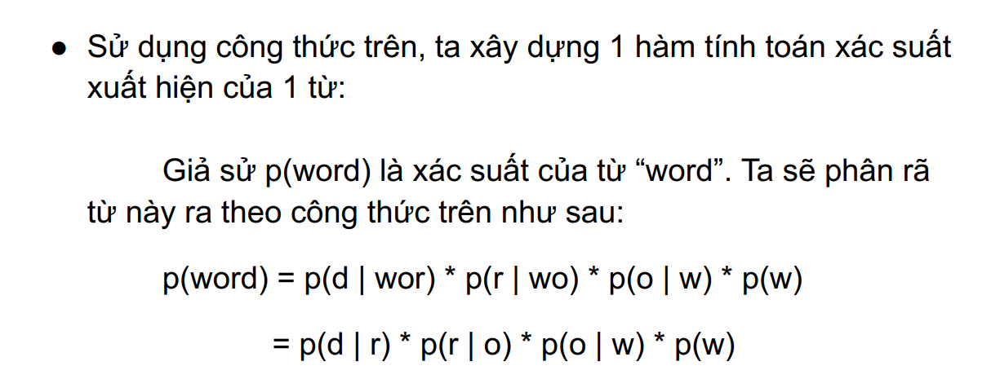 ● Sử dụng công thức trên, ta xây dựng 1 hàm tính toán xác suất
xuất hiện của 1 từ:
Giả sử p(word) là xác suất của từ “word”. Ta sẽ phân rã
từ này ra theo công thức trên như sau:
p(word) = p(d | wor) * p(r | wo) * p(o | w) * p(w)
= p(d | r) * p(r | o) * p(o | w) * p(w)